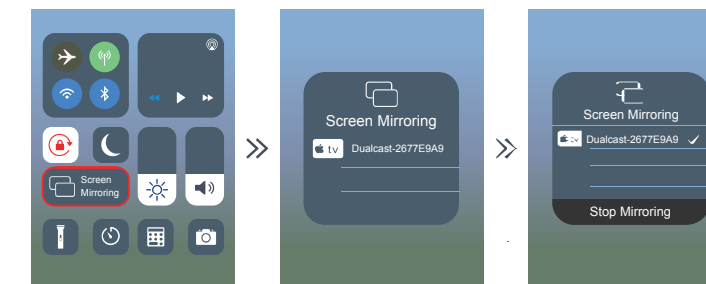 Screen
Mirroring
Screen Mirroring
tv Dualcast-2677E9A9
Screen Mirroring
tv Dualcast-2677E9A9
Stop Mirroring